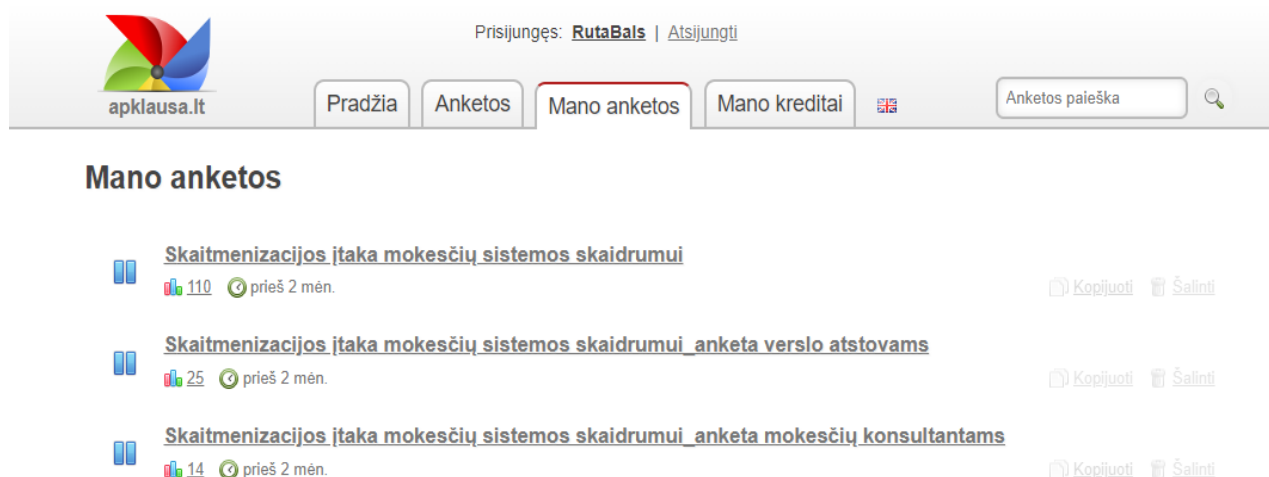 Prisijungęs: RutaBals | Atsijungti
apklausa.lt
Pradžia Anketos Mano anketos Mano kreditai Anketos paieška
Mano anketos
Skaitmenizacijos įtaka mokesčių sistemos skaidrumui
110 prieš 2 mėn. Kopijuoti Šalinti
Skaitmenizacijos įtaka mokesčių sistemos skaidrumui_anketa verslo atstovams
25 prieš 2 mėn. Kopijuoti Šalinti
Skaitmenizacijos įtaka mokesčių sistemos skaidrumui_anketa mokesčių konsultantams
14 prieš 2 mėn. Kopijuoti Šalinti